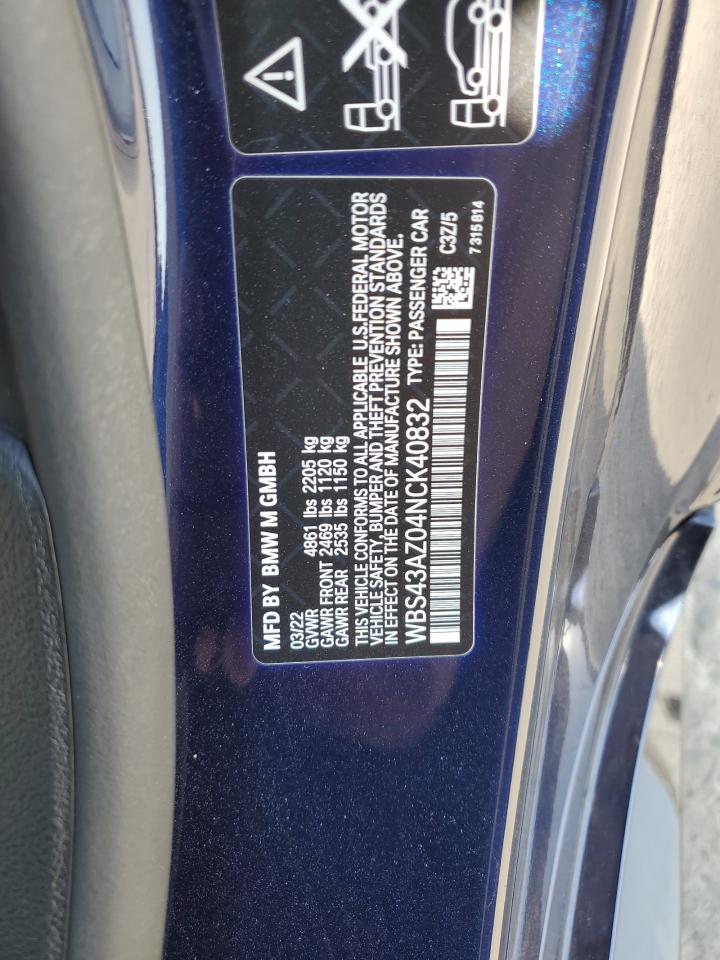 MFD BY BMW M GMBH
03/22
GVWR 4861 lbs 2205 kg
GAWR FRONT 2469 lbs 1120 kg
GAWR REAR 2535 lbs 1150 kg
THIS VEHICLE CONFORMS TO ALL APPLICABLE U.S.FEDERAL MOTOR
VEHICLE SAFETY, BUMPER AND THEFT PREVENTION STANDARDS
IN EFFECT ON THE DATE OF MANUFACTURE SHOWN ABOVE.
WBS43AZ04NCK40832 TYPE: PASSENGER CAR
C3Z/5
7315814